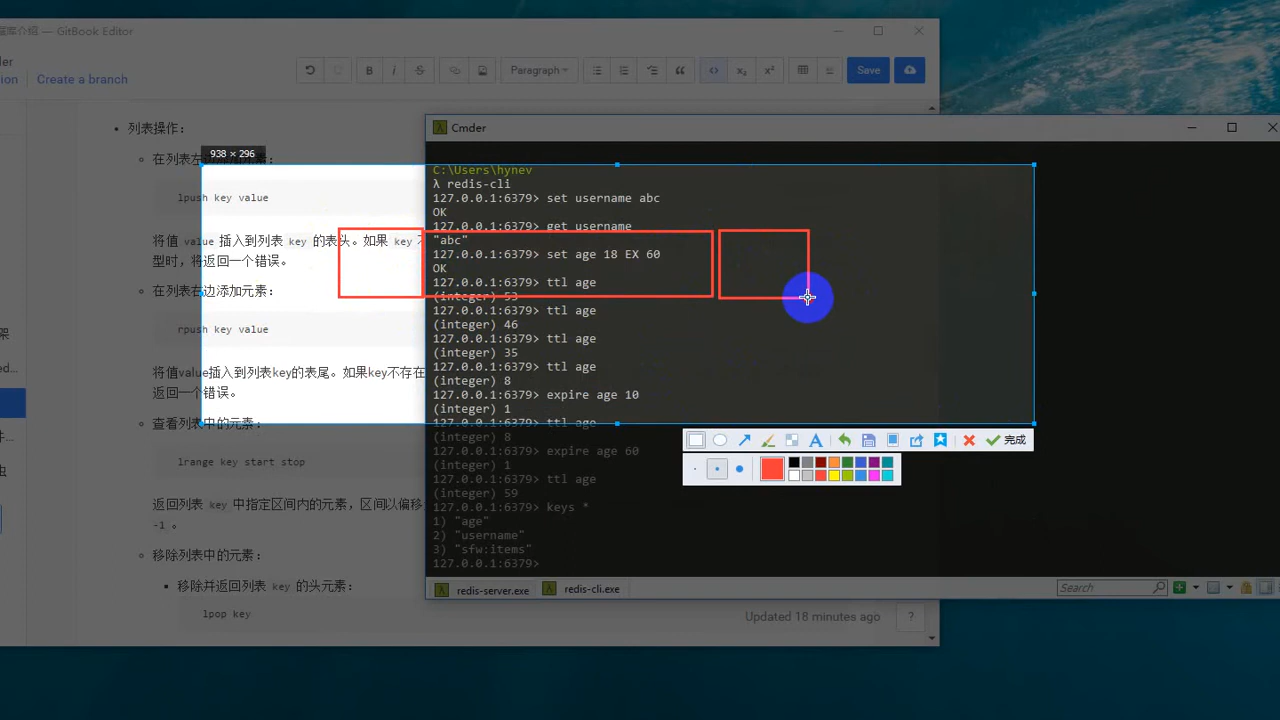 库介绍 — GitBook Editor
der
ion Create a branch
Paragraph
Save
列表操作:
在列表左边添加元素:
lpush key value
将值 value 插入到列表 key 的表头。如果 key
型时，将返回一个错误。
在列表右边添加元素:
rpush key value
将值value插入到列表key的表尾。如果key不存在
返回一个错误。
查看列表中的元素:
lrange key start stop
返回列表 key 中指定区间内的元素，区间以偏移
-1 。
移除列表中的元素:
移除并返回列表 key 的头元素:
lpop key
架
ed...
件...
虫
Updated 18 minutes ago
?
938 × 296
Cmder
C:\Users\hynev
λ redis-cli
127.0.0.1:6379> set username abc
OK
127.0.0.1:6379> get username
"abc"
127.0.0.1:6379> set age 18 EX 60
OK
127.0.0.1:6379> ttl age
(integer) 53
127.0.0.1:6379> ttl age
(integer) 46
127.0.0.1:6379> ttl age
(integer) 35
127.0.0.1:6379> ttl age
(integer) 8
127.0.0.1:6379> expire age 10
(integer) 1
127.0.0.1:6379> ttl age
(integer) 8
127.0.0.1:6379> expire age 60
(integer) 1
127.0.0.1:6379> ttl age
(integer) 59
127.0.0.1:6379> keys *
1) "age"
2) "username"
3) "sfw:items"
127.0.0.1:6379>
redis-server.exe redis-cli.exe
Search
完成